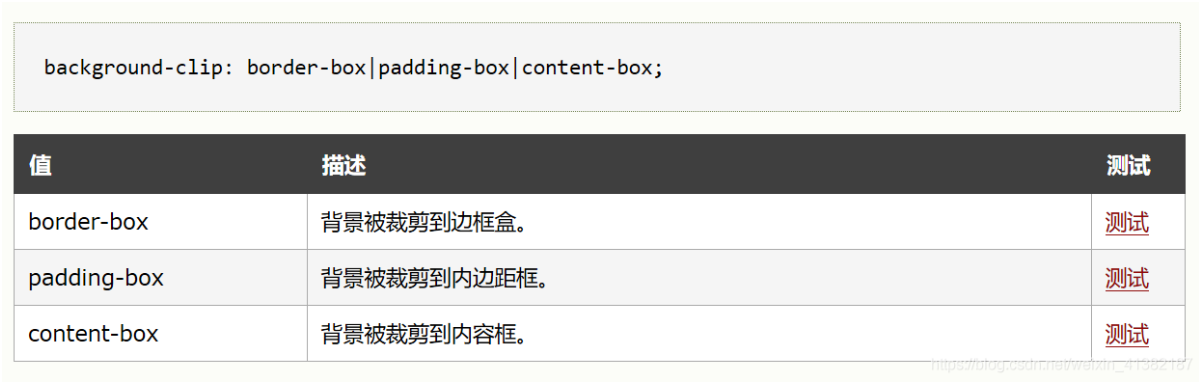 background-clip: border-box|padding-box|content-box;
值 描述 测试
border-box 背景被裁剪到边框盒。 测试
padding-box 背景被裁剪到内边距框。 测试
content-box 背景被裁剪到内容框。 测试
https://blog.csdn.net/weixin_41382187